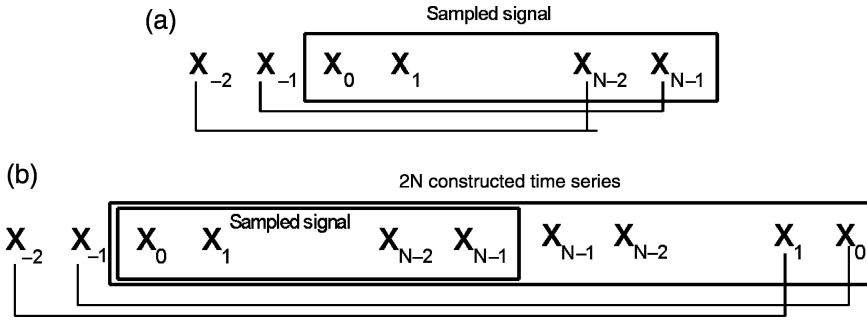 (a)
Sampled signal
X–2 X–1 X0 X1 XN–2 XN–1
(b)
2N constructed time series
Sampled signal
X–2 X–1 X0 X1 XN–2 XN–1 XN–1 XN–2 X1 X0